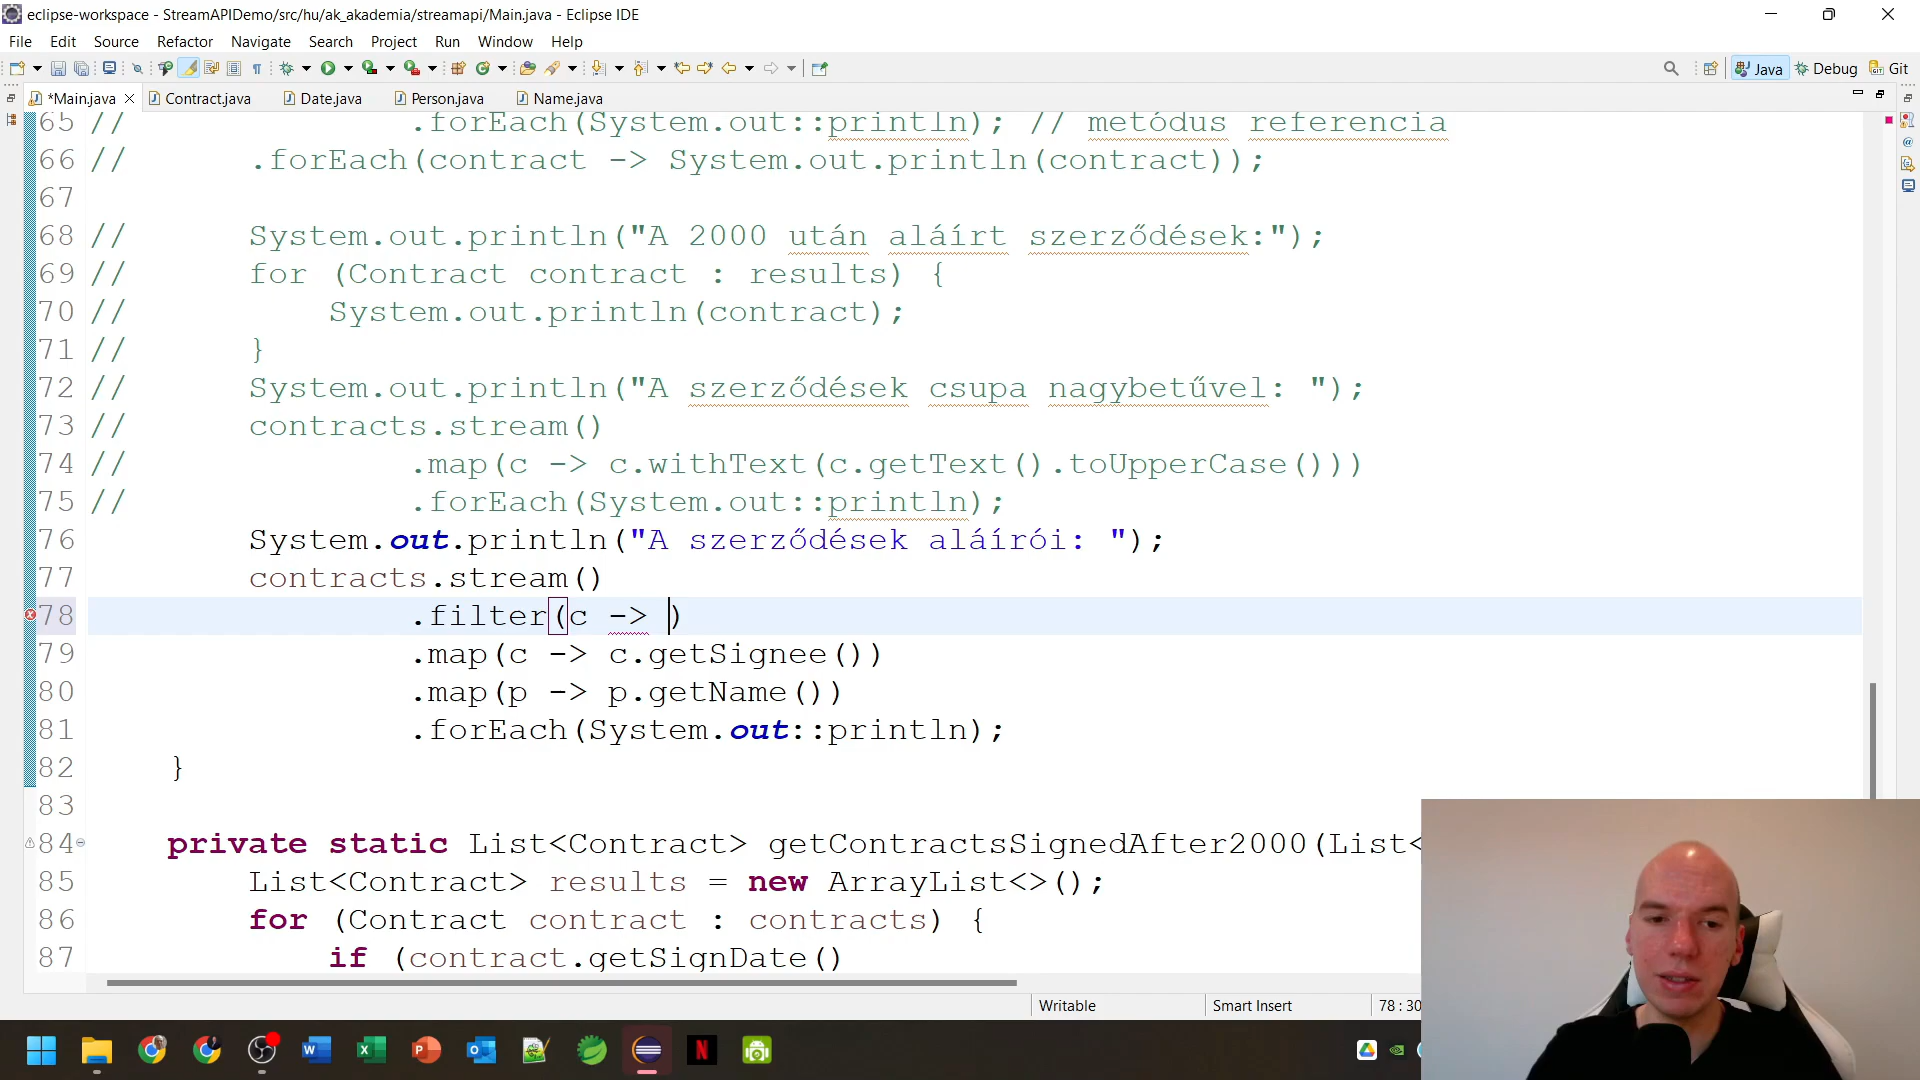 eclipse-workspace - StreamAPIDemo/src/hu/ak_akademia/streamapi/Main.java - Eclipse IDE
File Edit Source Refactor Navigate Search Project Run Window Help
Java Debug Git
*Main.java Contract.java Date.java Person.java Name.java
65 // .forEach(System.out::println); // metódus referencia
66 // .forEach(contract -> System.out.println(contract));
67
68 // System.out.println("A 2000 után aláírt szerződések:");
69 // for (Contract contract : results) {
70 // System.out.println(contract);
71 // }
72 // System.out.println("A szerződések csupa nagybetűvel: ");
73 // contracts.stream()
74 // .map(c -> c.withText(c.getText().toUpperCase()))
75 // .forEach(System.out::println);
76 System.out.println("A szerződések aláírói: ");
77 contracts.stream()
78 .filter(c -> )
79 .map(c -> c.getSignee())
80 .map(p -> p.getName())
81 .forEach(System.out::println);
82 }
83
84 private static List<Contract> getContractsSignedAfter2000(List<
85 List<Contract> results = new ArrayList<>();
86 for (Contract contract : contracts) {
87 if (contract.getSignDate()
Writable Smart Insert 78 : 30